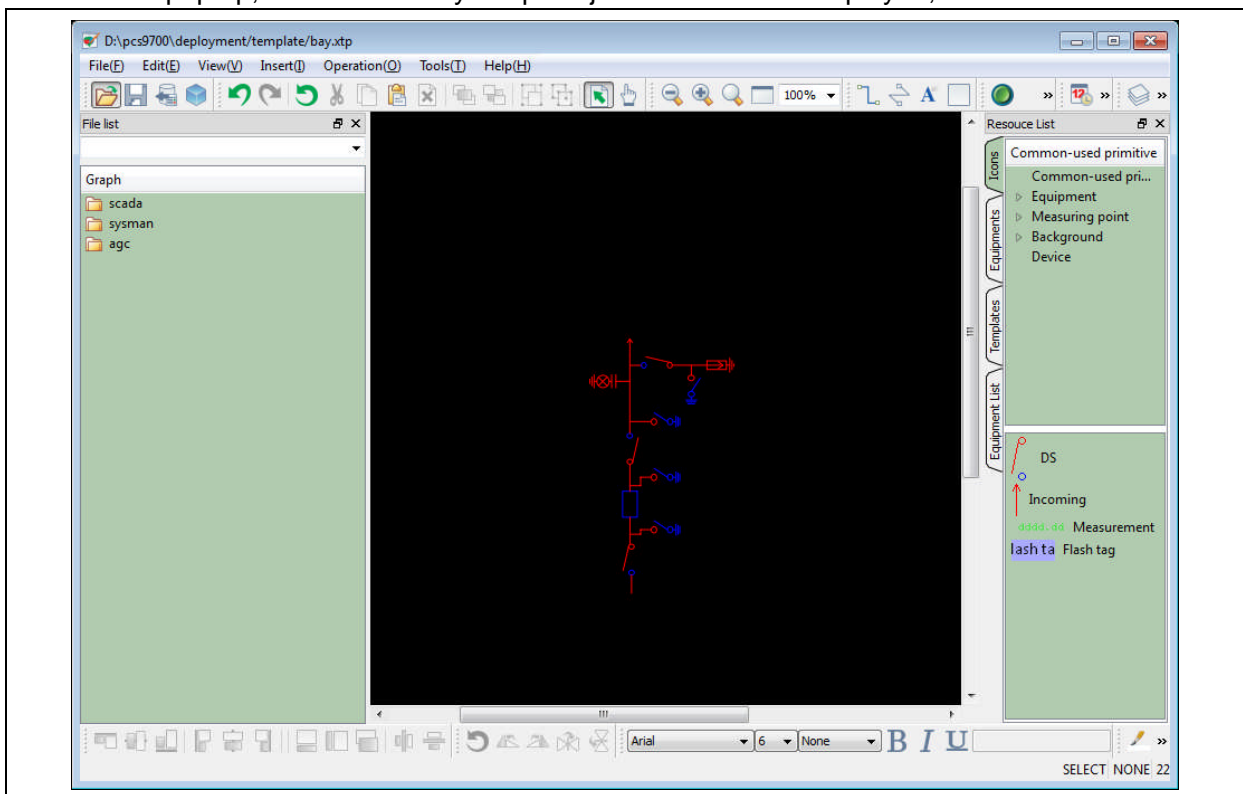 D:\pcs9700\deployment/template/bay.xtp
File(F) Edit(E) View(V) Insert(I) Operation(O) Tools(T) Help(H)
100%
A
12
»
»
»
File list
Resouce List
Graph
scada
sysman
agc
Icons
Equipments
Templates
Equipment List
Common-used primitive
Common-used pri...
Equipment
Measuring point
Background
Device
DS
Incoming
dddd.dd Measurement
lash ta Flash tag
Arial 6 None B I U »
SELECT NONE 22